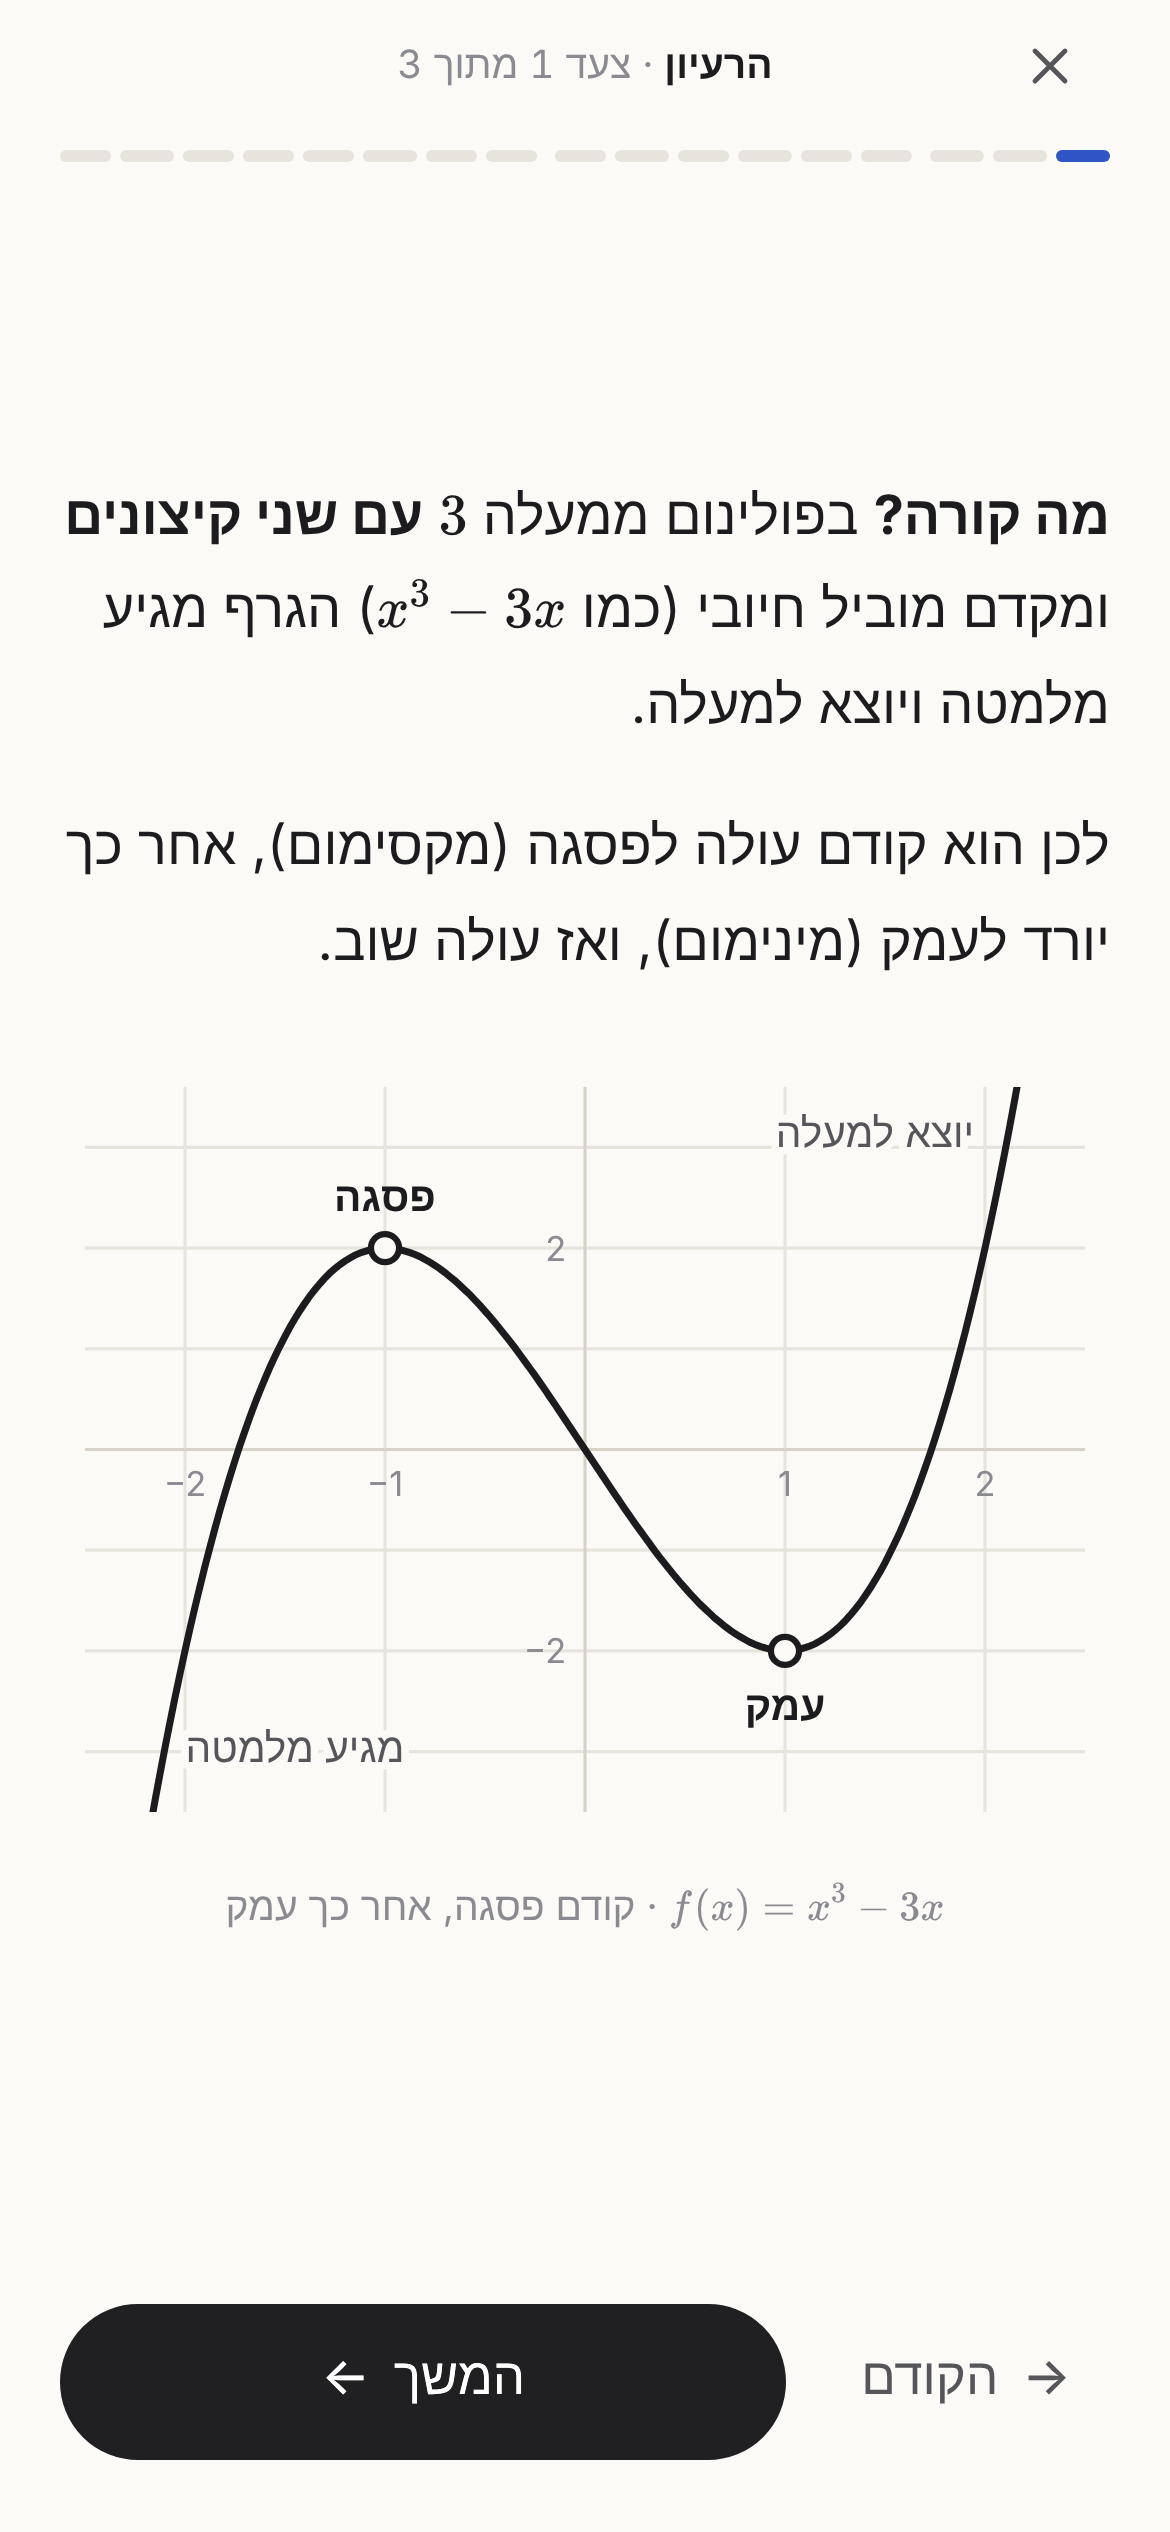 הרעיון · צעד 1 מתוך 3
מה קורה? בפולינום ממעלה 3 עם שני קיצונים
ומקדם מוביל חיובי (כמו x³ − 3x) הגרף מגיע
מלמטה ויוצא למעלה.
לכן הוא קודם עולה לפסגה (מקסימום), אחר כך
יורד לעמק (מינימום), ואז עולה שוב.
יוצא למעלה
פסגה
2
−2 −1 1 2
−2
עמק
מגיע מלמטה
f(x) = x³ − 3x · קודם פסגה, אחר כך עמק
הקודם →
המשך ←